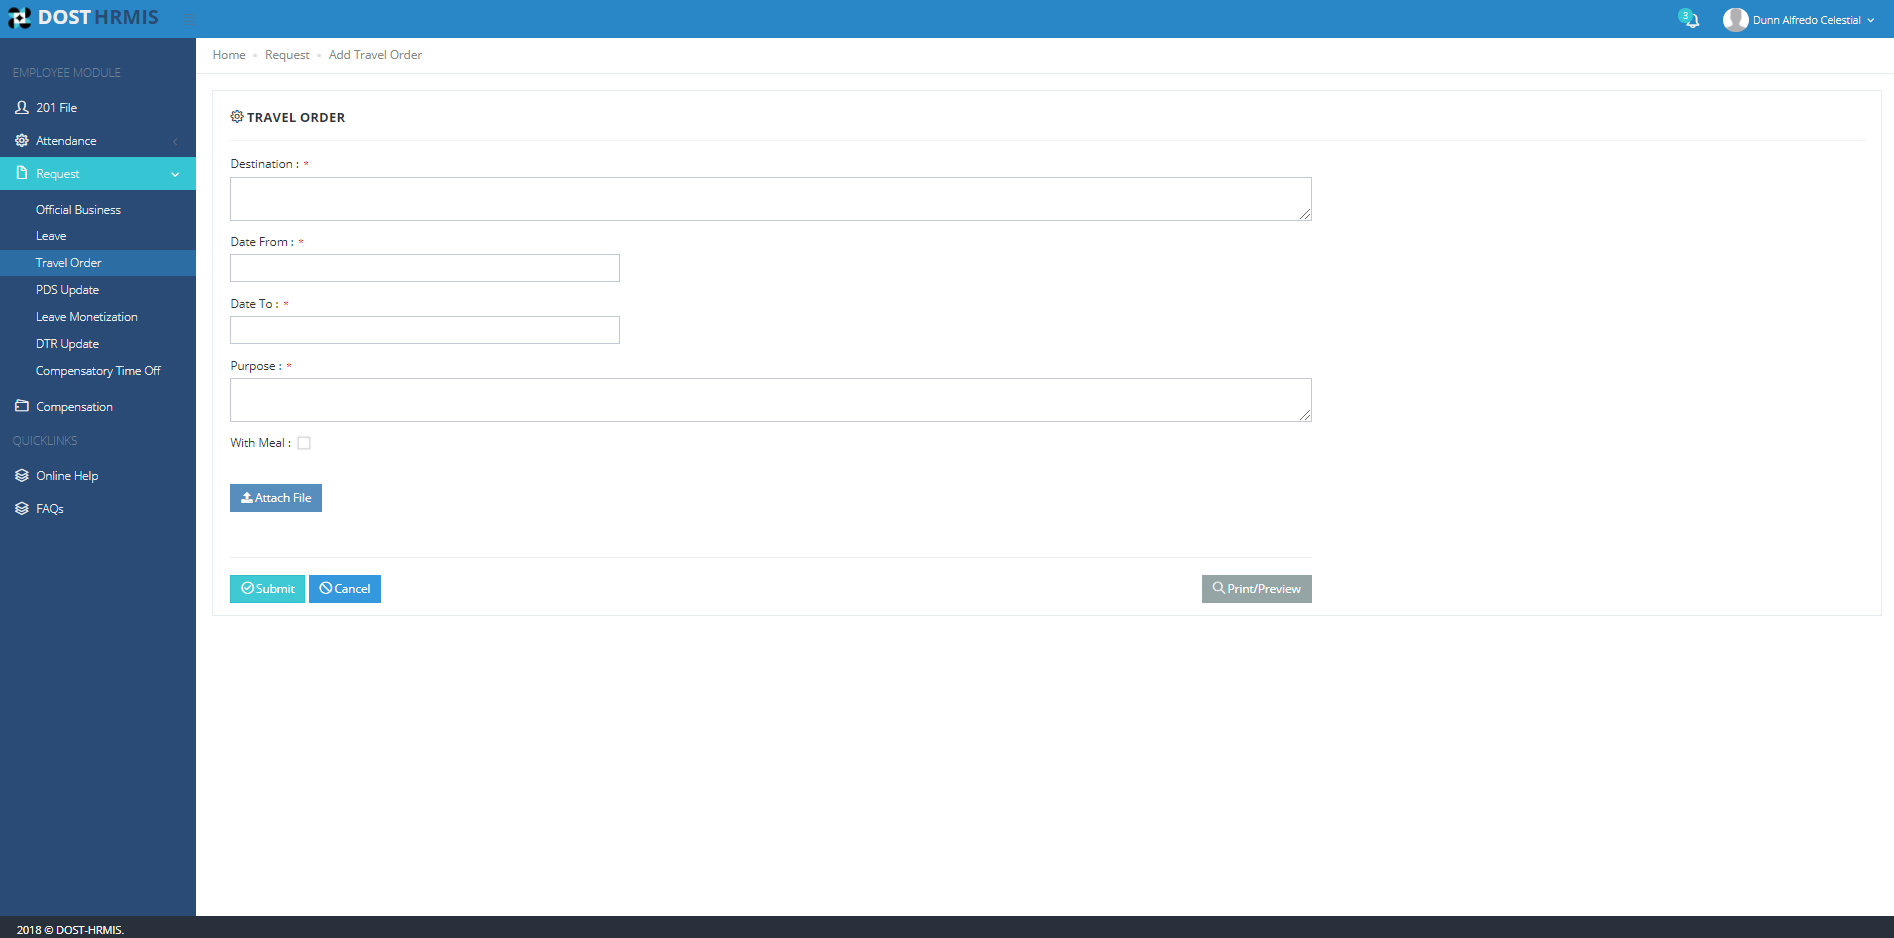 DOST HRMIS
3
Dunn Alfredo Celestial
EMPLOYEE MODULE
201 File
Attendance
Request
Official Business
Leave
Travel Order
PDS Update
Leave Monetization
DTR Update
Compensatory Time Off
Compensation
QUICKLINKS
Online Help
FAQs
Home • Request • Add Travel Order
TRAVEL ORDER
Destination : *
Date From : *
Date To : *
Purpose : *
With Meal :
Attach File
Submit Cancel Print/Preview
2018 © DOST-HRMIS.